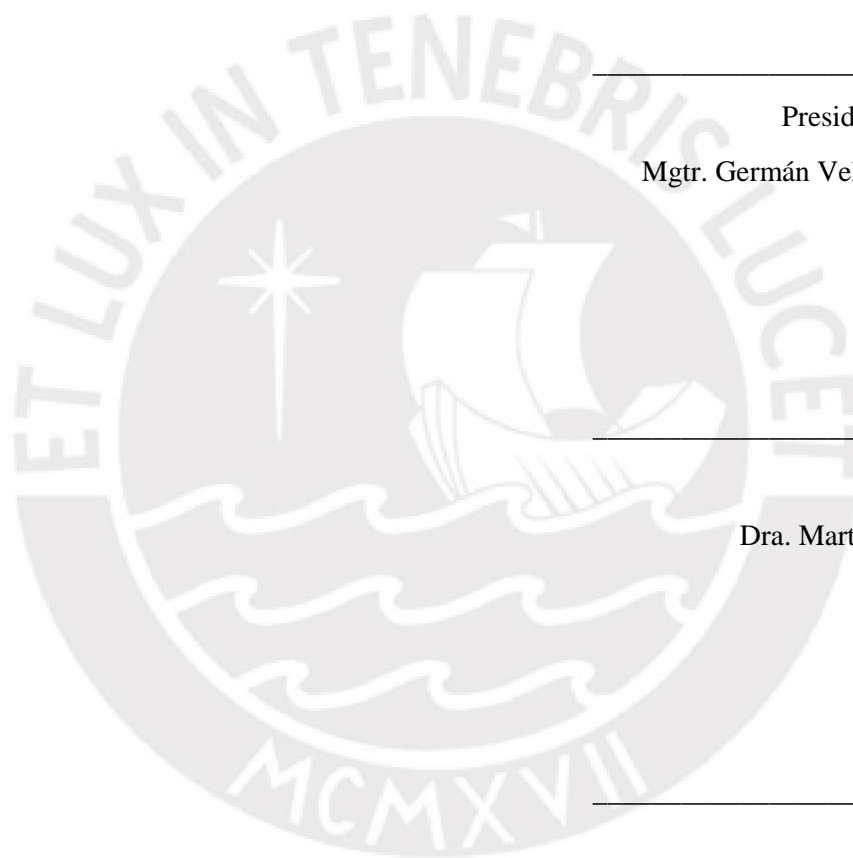 ET LUX IN TENEBRIS LUCET
Presid
Mgtr. Germán Vel
Dra. Mart
MCMXVII